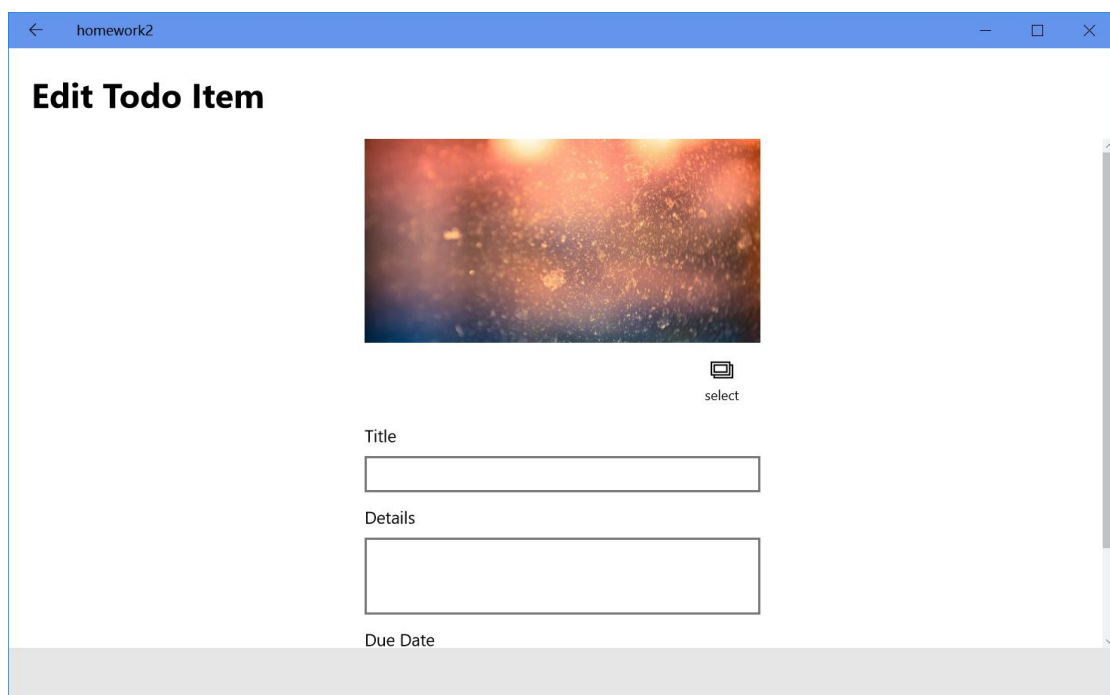 homework2
Edit Todo Item
select
Title
Details
Due Date